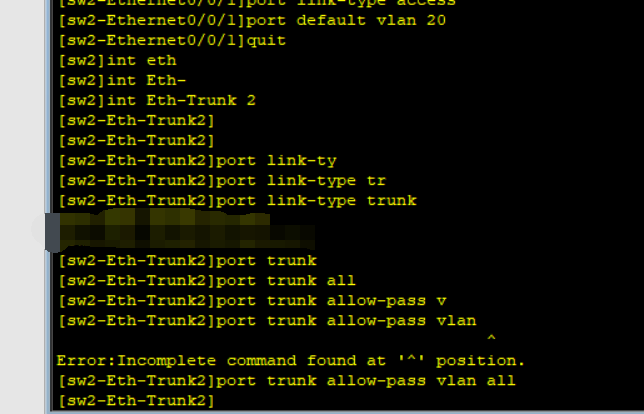 [sw2-Ethernet0/0/1]port link-type access
[sw2-Ethernet0/0/1]port default vlan 20
[sw2-Ethernet0/0/1]quit
[sw2]int eth
[sw2]int Eth-
[sw2]int Eth-Trunk 2
[sw2-Eth-Trunk2]
[sw2-Eth-Trunk2]
[sw2-Eth-Trunk2]port link-ty
[sw2-Eth-Trunk2]port link-type tr
[sw2-Eth-Trunk2]port link-type trunk
[sw2-Eth-Trunk2]port trunk
[sw2-Eth-Trunk2]port trunk all
[sw2-Eth-Trunk2]port trunk allow-pass v
[sw2-Eth-Trunk2]port trunk allow-pass vlan
^
Error:Incomplete command found at '^' position.
[sw2-Eth-Trunk2]port trunk allow-pass vlan all
[sw2-Eth-Trunk2]